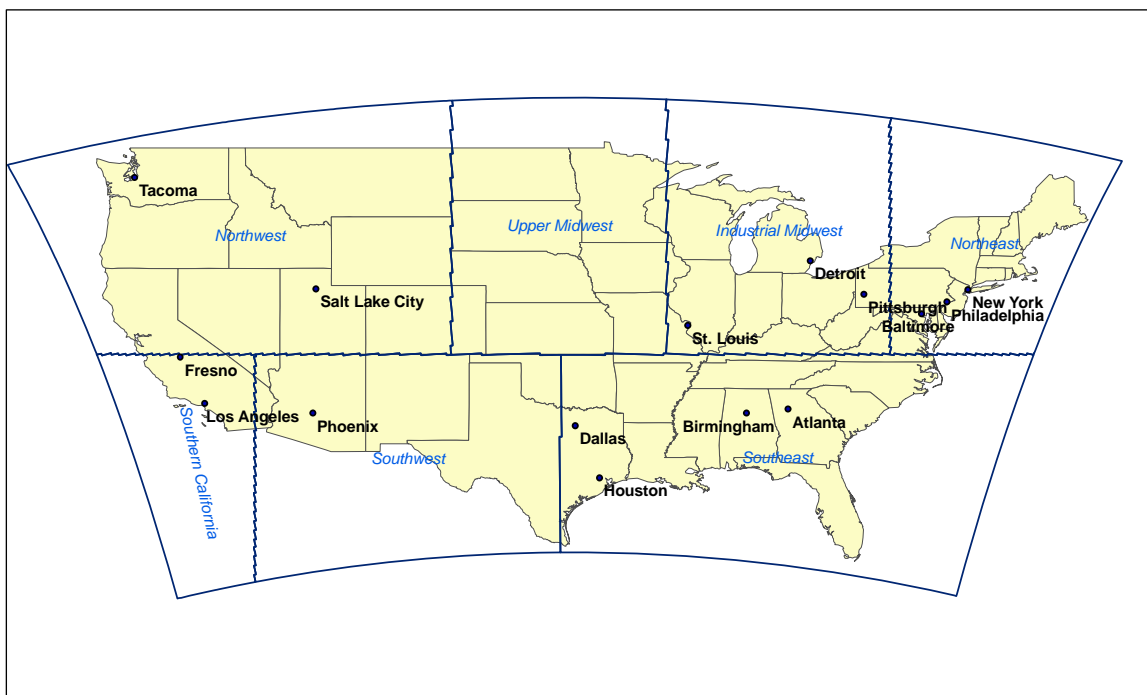 Tacoma
Northwest
Upper Midwest
Industrial Midwest
Northeast
Detroit
Salt Lake City
Pittsburgh
New York
Philadelphia
Baltimore
St. Louis
Fresno
Los Angeles
Phoenix
Birmingham
Atlanta
Dallas
Southern California
Southwest
Southeast
Houston